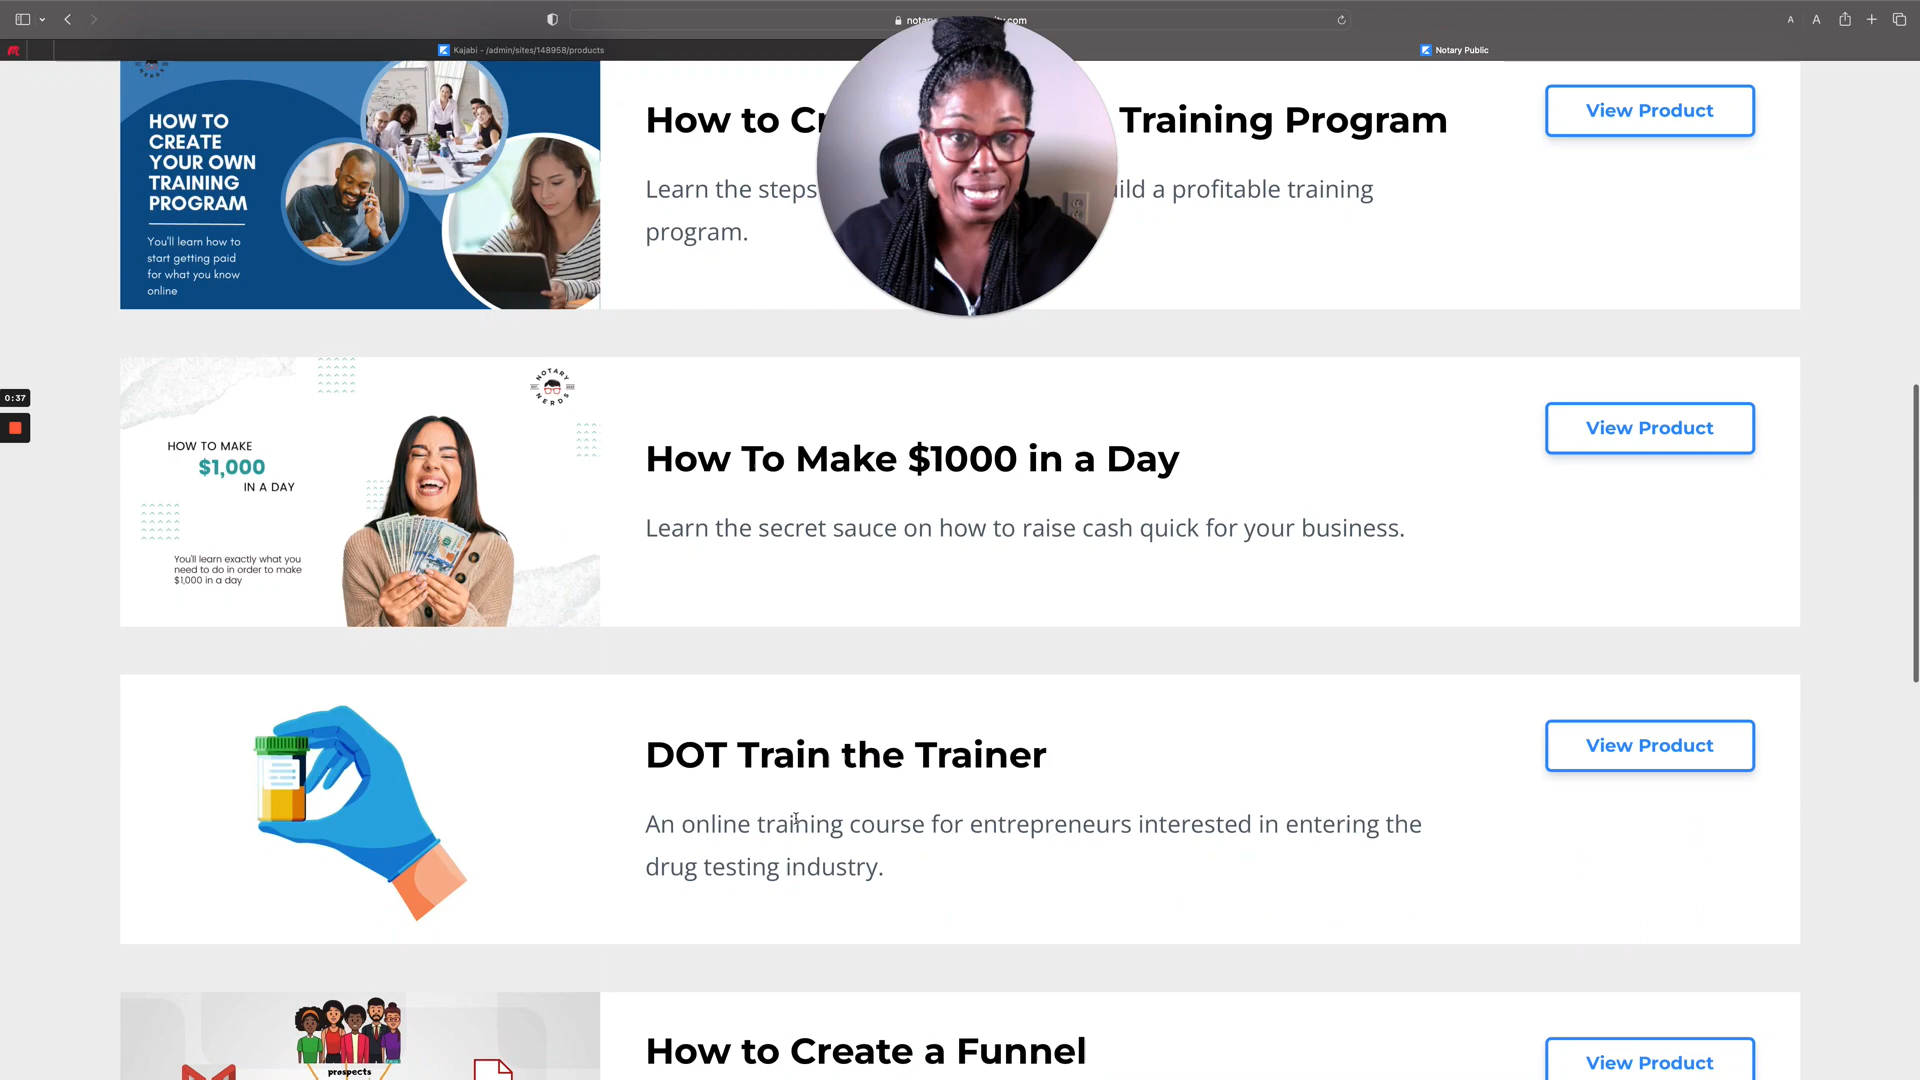 notar
.com
A
A
Kajabi - /admin/sites/148958/products
Notary Public
HOW TO
CREATE
YOUR OWN
TRAINING
PROGRAM
You'll learn how to
start getting paid
for what you know
online
How to Cr
Training Program
View Product
Learn the steps
ild a profitable training
program.
0:37
NOTARY
NERDS
HOW TO MAKE
$1,000
IN A DAY
You'll learn exactly what you
need to do in order to make
$1,000 in a day
How To Make $1000 in a Day
View Product
Learn the secret sauce on how to raise cash quick for your business.
DOT Train the Trainer
View Product
An online training course for entrepreneurs interested in entering the
drug testing industry.
prospects
How to Create a Funnel
View Product